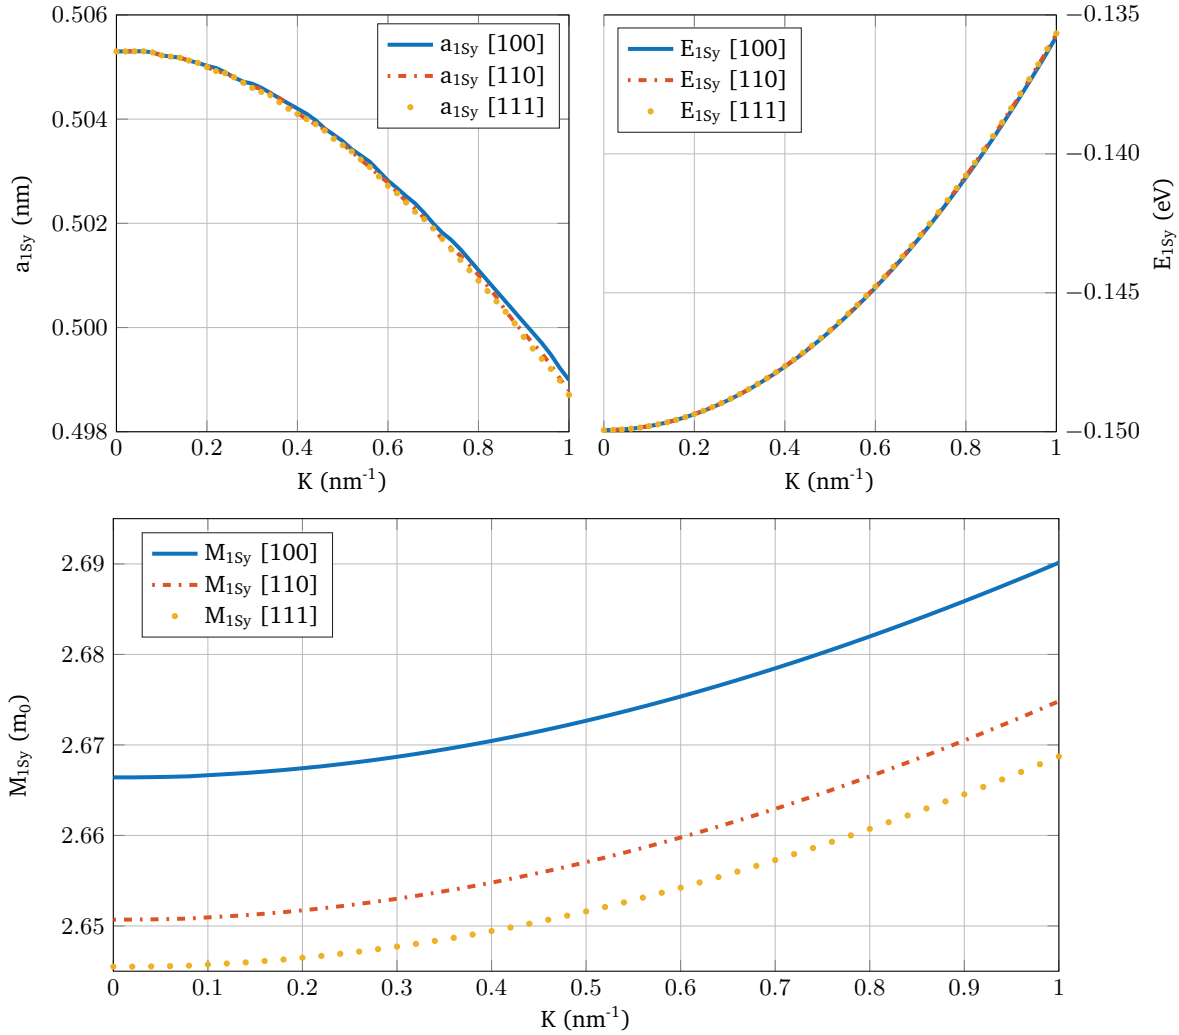 0.506
0.504
0.502
0.500
0.498
a₁Sy (nm)
a₁Sy [100]
a₁Sy [110]
a₁Sy [111]
0 0.2 0.4 0.6 0.8 1
K (nm⁻¹)
E₁Sy [100]
E₁Sy [110]
E₁Sy [111]
−0.135
−0.140
−0.145
−0.150
E₁Sy (eV)
0 0.2 0.4 0.6 0.8 1
K (nm⁻¹)
M₁Sy [100]
M₁Sy [110]
M₁Sy [111]
2.69
2.68
2.67
2.66
2.65
M₁Sy (m₀)
0 0.1 0.2 0.3 0.4 0.5 0.6 0.7 0.8 0.9 1
K (nm⁻¹)